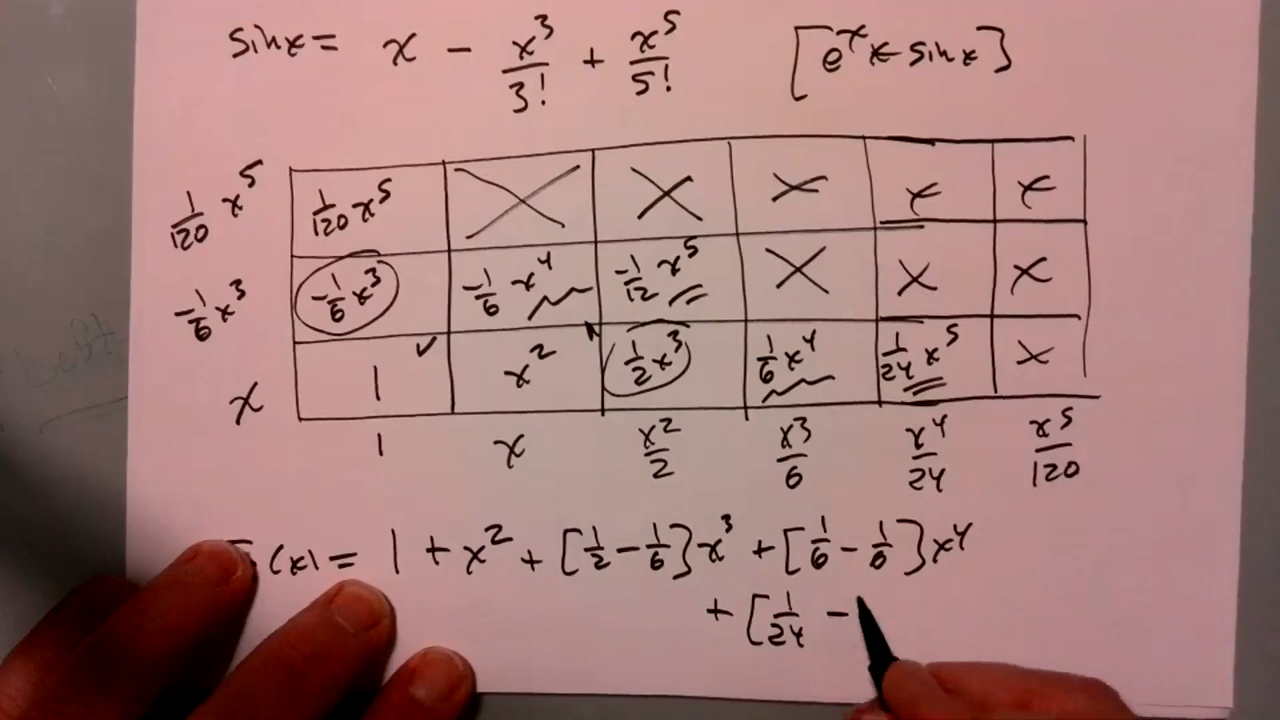 sinx = x - x³/3! + x⁵/5! [eˣ x sinx]
1/120 x⁵ 1/120 x⁵ x x x x x
-1/6 x³ -1/6 x³ -1/6 x⁴ -1/12 x⁵ x x x
x 1 ✓ x² 1/2 x³ 1/6 x⁴ 1/24 x⁵ x
1 x x²/2 x3/6 x⁴/24 x⁵/120
(x) = 1 + x² + [1/2 - 1/6]x³ + [1/6 - 1/6]x⁴
+ [1/24 -